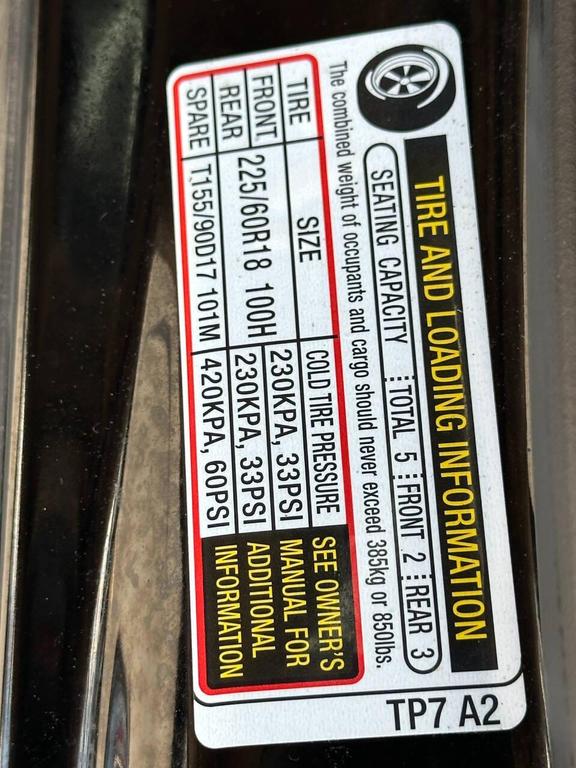 TIRE AND LOADING INFORMATION
SEATING CAPACITY TOTAL 5 FRONT 2 REAR 3
The combined weight of occupants and cargo should never exceed 385kg or 850lbs.
TIRE SIZE COLD TIRE PRESSURE
FRONT 225/60R18 100H 230KPA, 33PSI
REAR 230KPA, 33PSI
SPARE T155/90D17 101M 420KPA, 60PSI
SEE OWNER'S
MANUAL FOR
ADDITIONAL
INFORMATION
TP7 A2